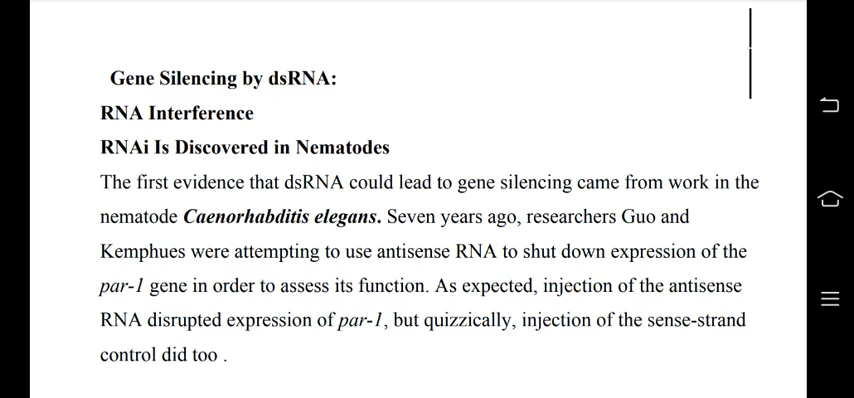 Gene Silencing by dsRNA:
RNA Interference
RNAi Is Discovered in Nematodes
The first evidence that dsRNA could lead to gene silencing came from work in the
nematode Caenorhabditis elegans. Seven years ago, researchers Guo and
Kemphues were attempting to use antisense RNA to shut down expression of the
par-1 gene in order to assess its function. As expected, injection of the antisense
RNA disrupted expression of par-1, but quizzically, injection of the sense-strand
control did too .